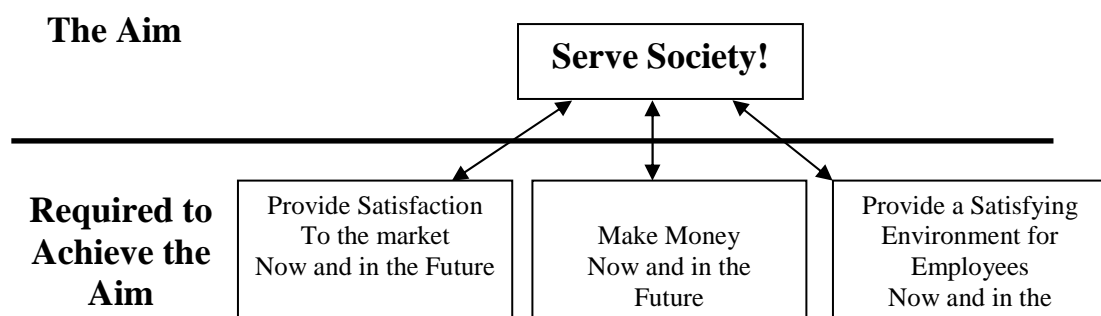 The Aim
Serve Society!
Required to
Achieve the
Aim
Provide Satisfaction
To the market
Now and in the Future
Make Money
Now and in the
Future
Provide a Satisfying
Environment for
Employees
Now and in the